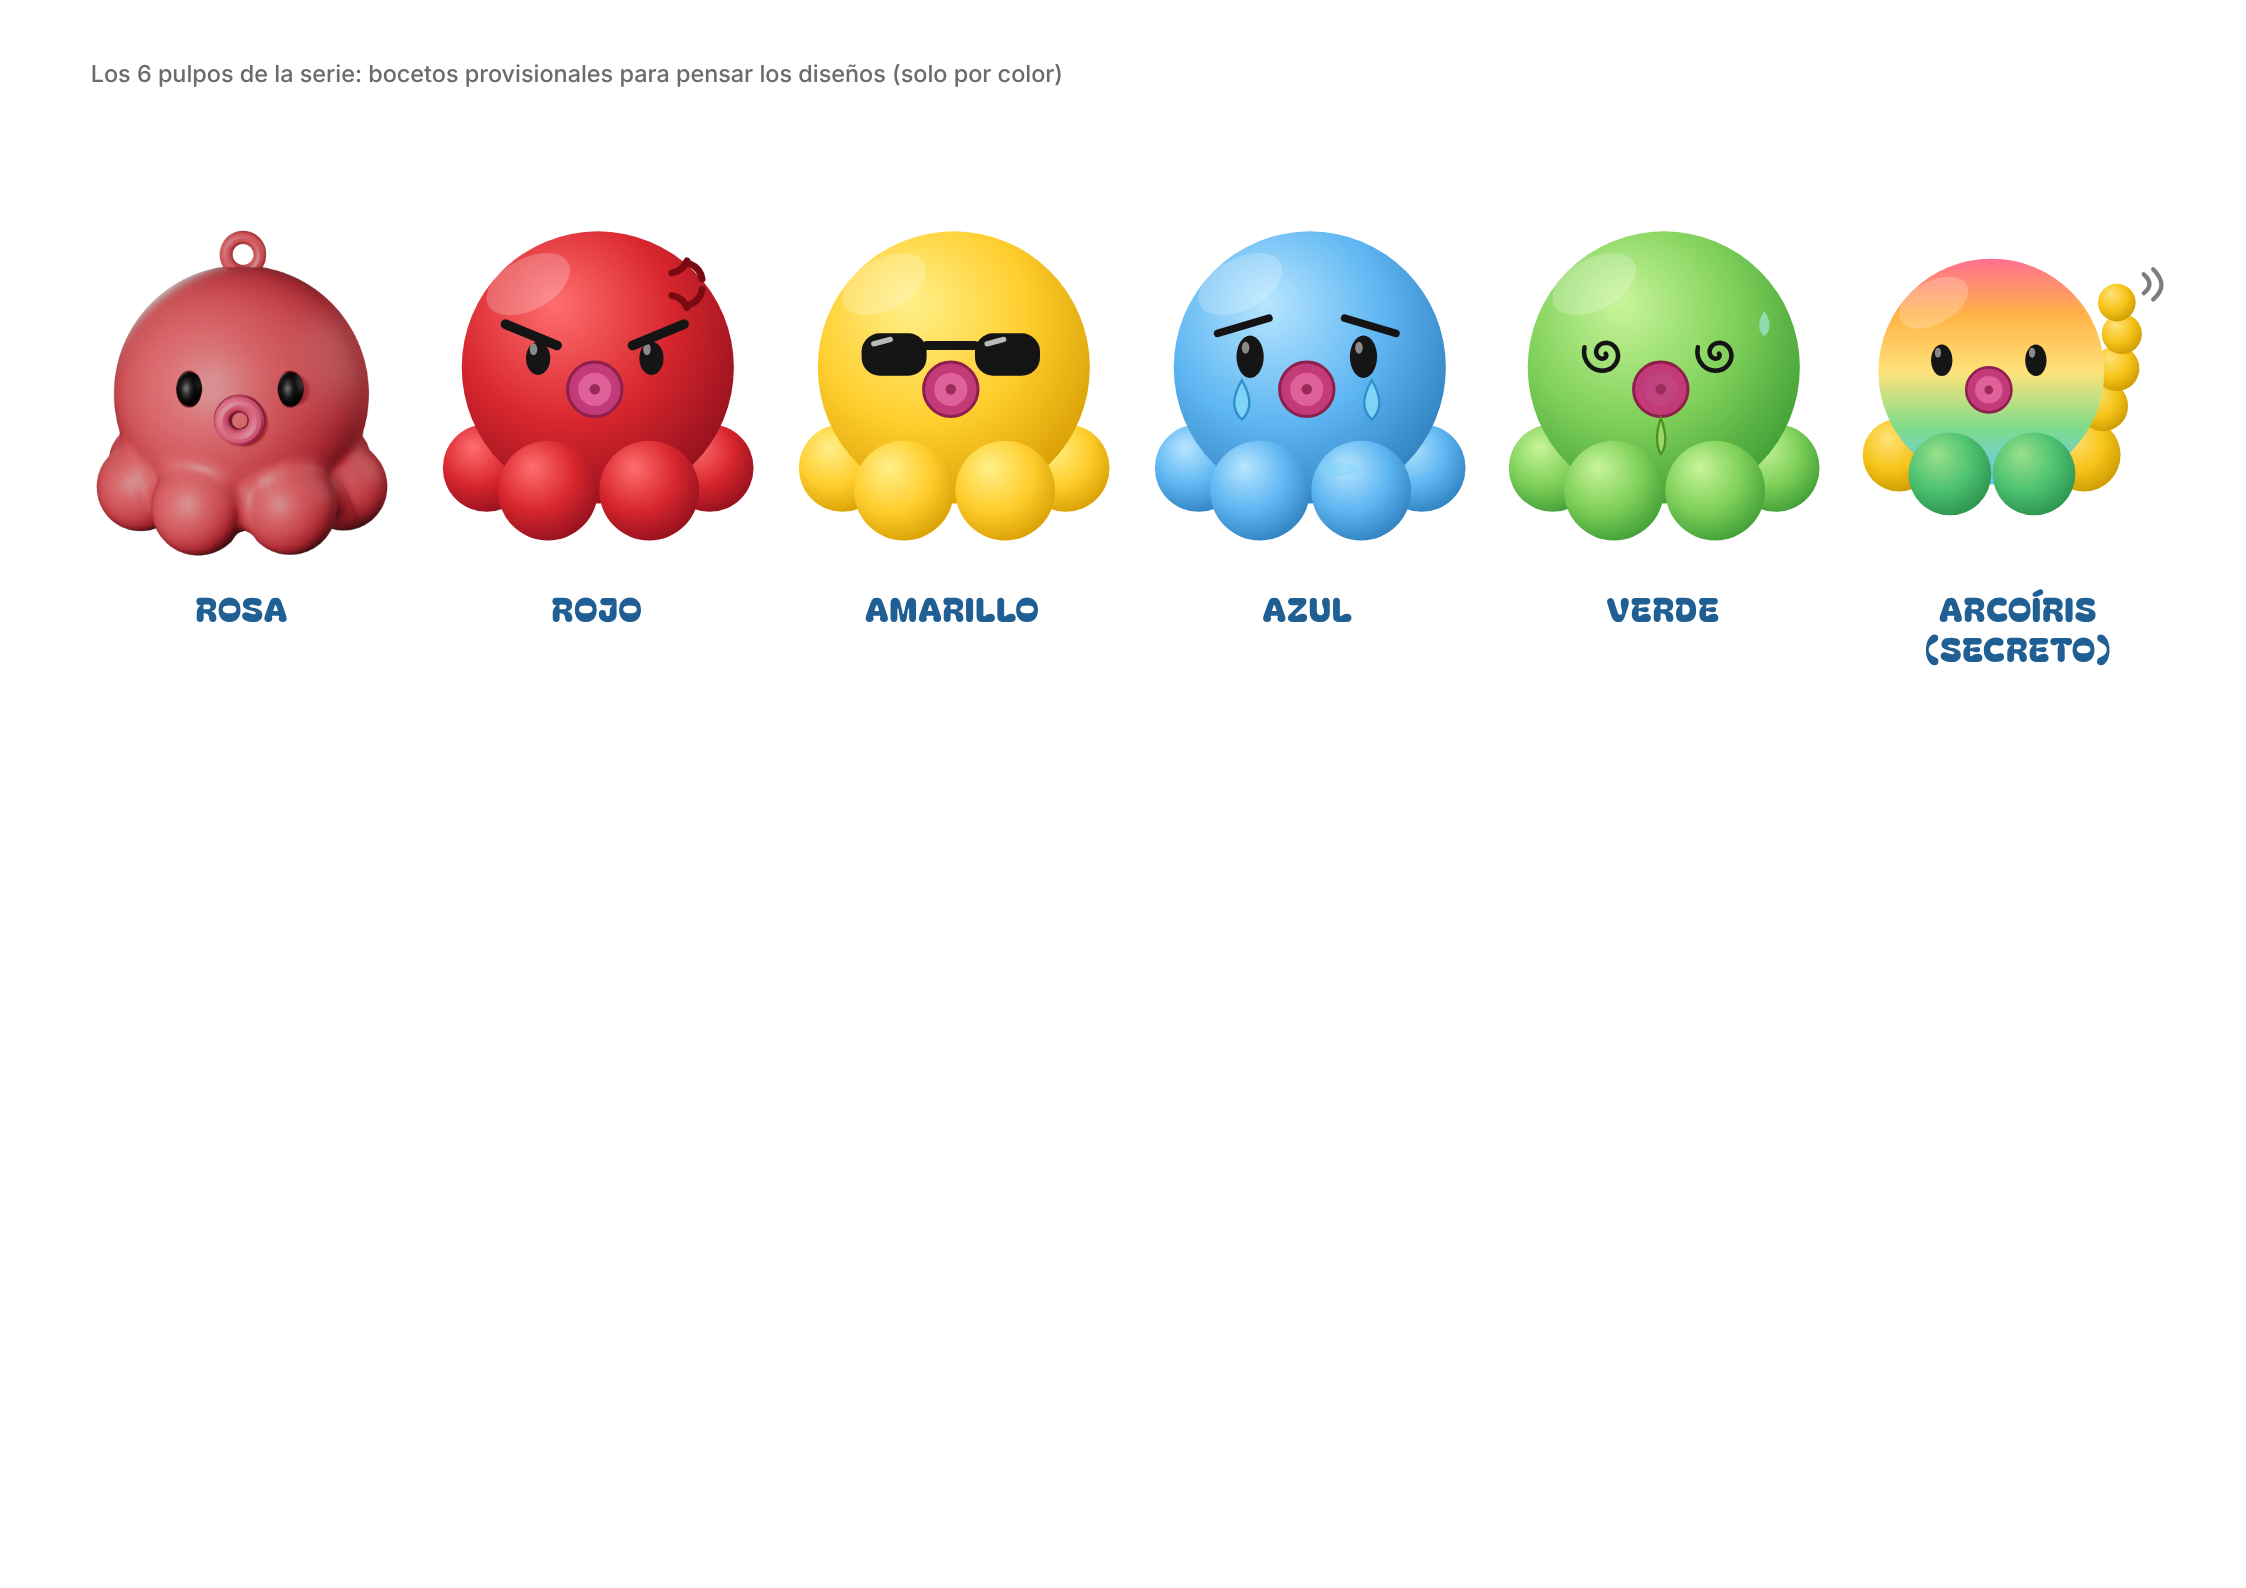 Los 6 pulpos de la serie: bocetos provisionales para pensar los diseños (solo por color)
ROSA
ROJO
AMARILLO
AZUL
VERDE
ARCOÍRIS
(SECRETO)